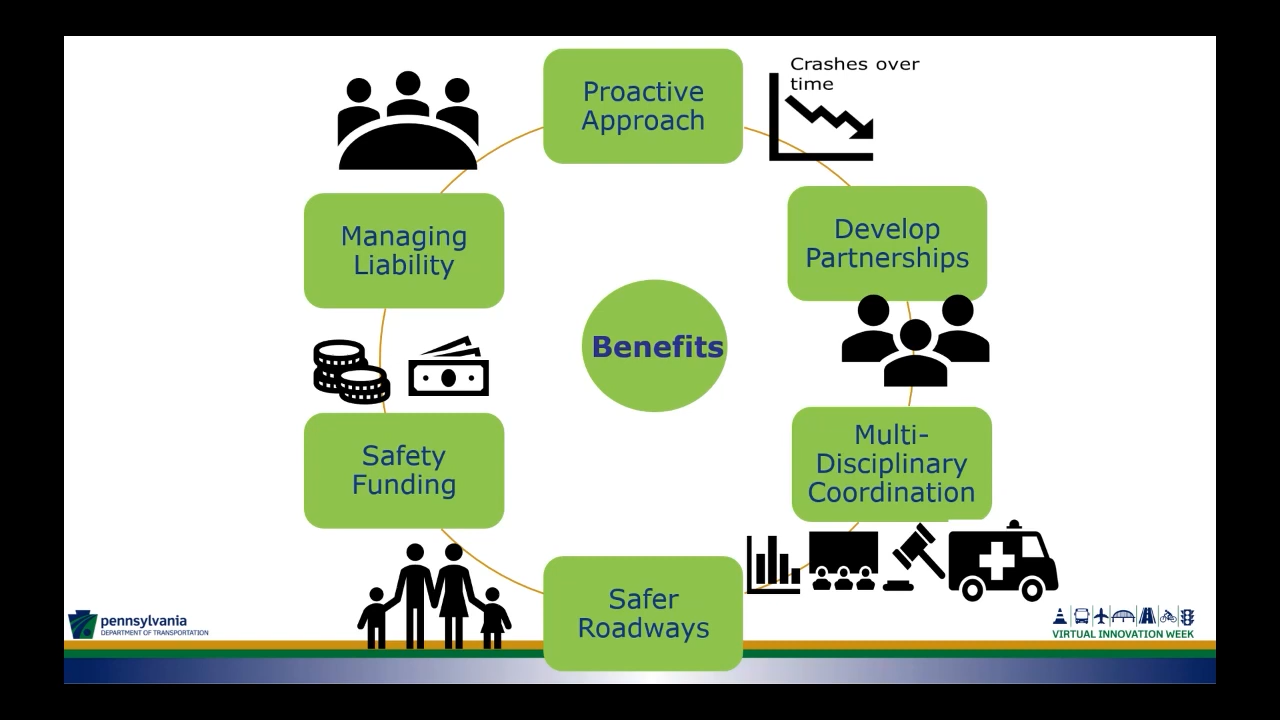 Proactive
Approach
Crashes over
time
Develop
Partnerships
Multi-
Disciplinary
Coordination
Safer
Roadways
Safety
Funding
Managing
Liability
Benefits
pennsylvania
DEPARTMENT OF TRANSPORTATION
VIRTUAL INNOVATION WEEK